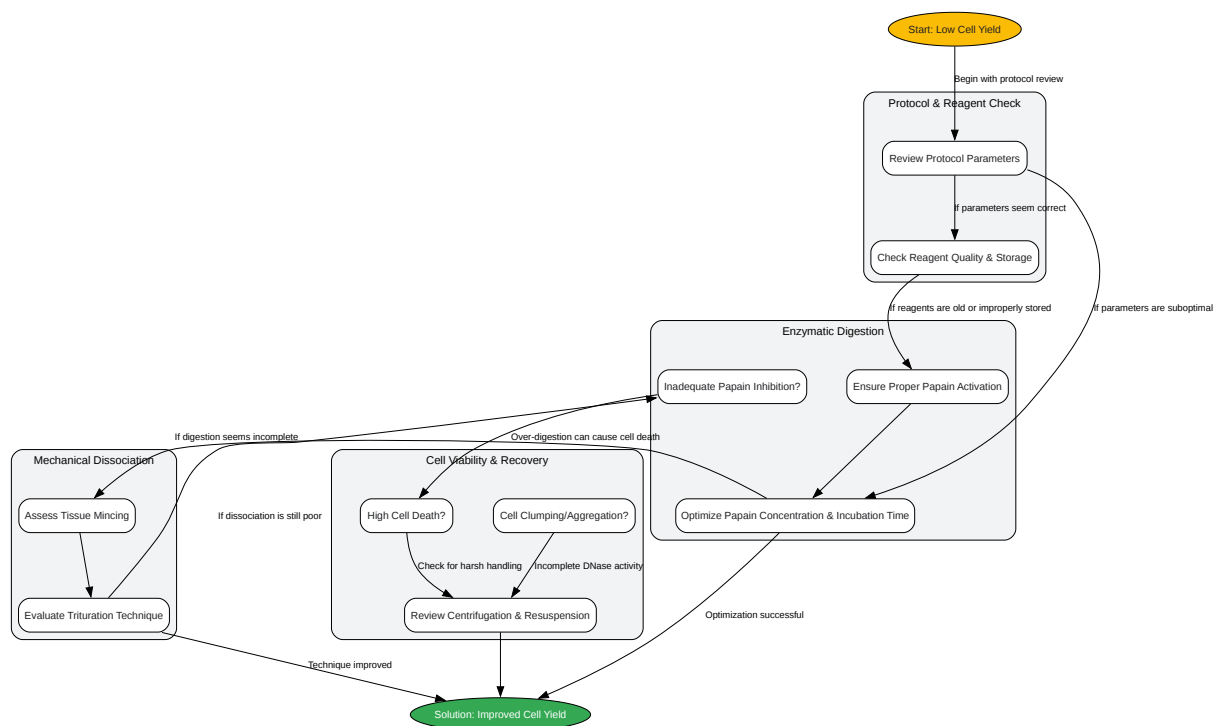 Start: Low Cell Yield
Begin with protocol review
Protocol & Reagent Check
Review Protocol Parameters
If parameters seem correct
Check Reagent Quality & Storage
If reagents are old or improperly stored
If parameters are suboptimal
Enzymatic Digestion
Inadequate Papain Inhibition?
Ensure Proper Papain Activation
If digestion seems incomplete
Over-digestion can cause cell death
Mechanical Dissociation
Cell Viability & Recovery
Assess Tissue Mincing
If dissociation is still poor
High Cell Death?
Cell Clumping/Aggregation?
Optimize Papain Concentration & Incubation Time
Check for harsh handling
Incomplete DNase activity
Evaluate Trituration Technique
Review Centrifugation & Resuspension
Optimization successful
Technique improved
Solution: Improved Cell Yield